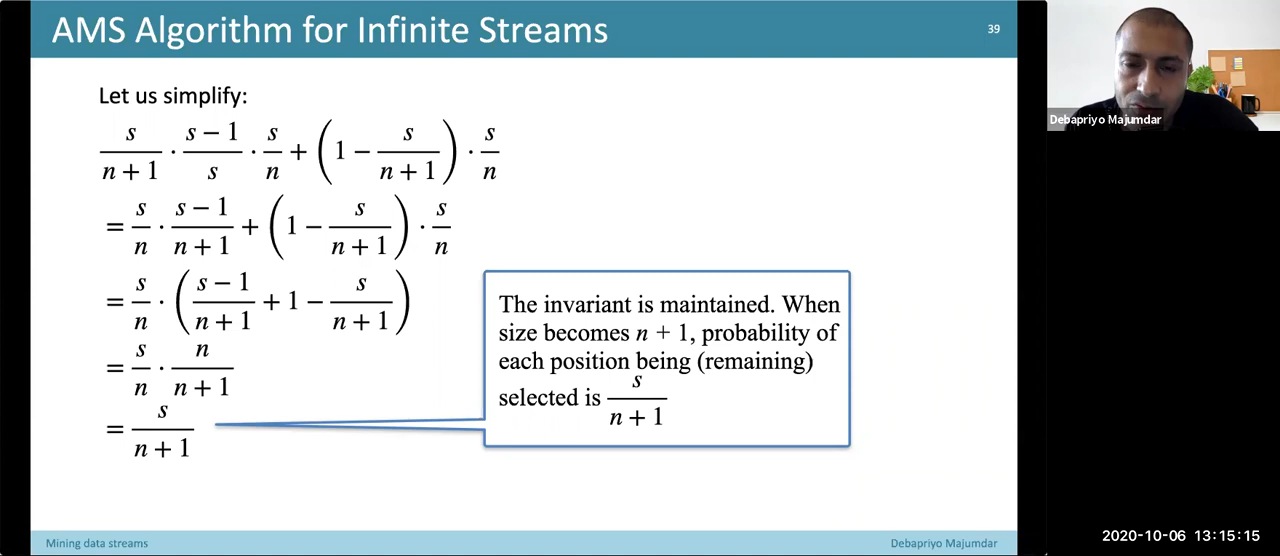 AMS Algorithm for Infinite Streams
39
Let us simplify:
s/(n + 1) · (s − 1)/s · s/n + (1 − s/(n + 1)) · s/n
= s/n · (s − 1)/(n + 1) + (1 − s/(n + 1)) · s/n
= s/n · ((s − 1)/(n + 1) + 1 − s/(n + 1))
= s/n · n/(n + 1)
= s/(n + 1)
The invariant is maintained. When
size becomes n + 1, probability of
each position being (remaining)
selected is s/(n + 1)
Mining data streams
Debapriyo Majumdar
Debapriyo Majumdar
2020-10-06 13:15:15